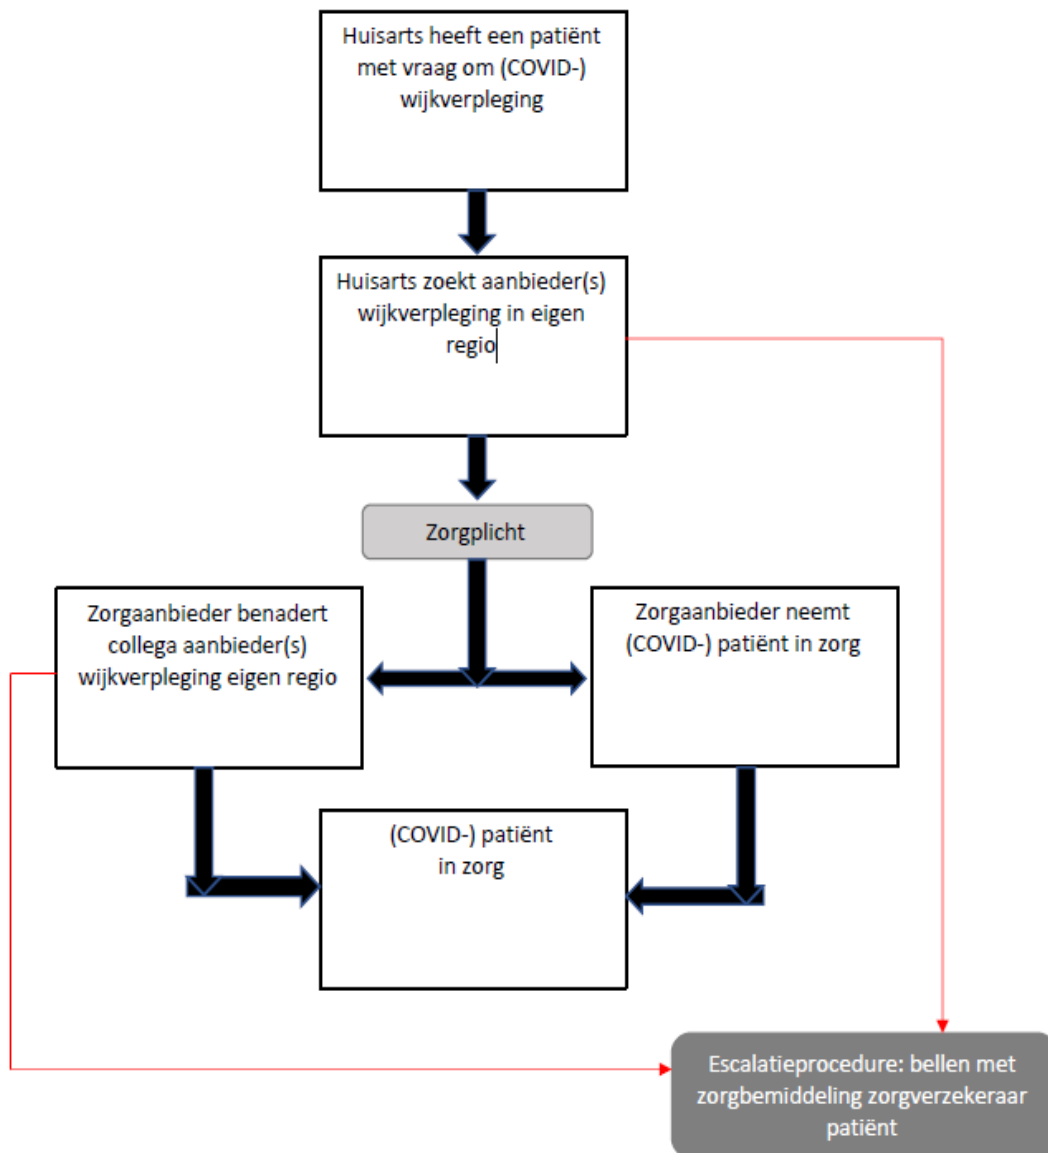 Huisarts heeft een patiënt
met vraag om (COVID-)
wijkverpleging
Huisarts zoekt aanbieder(s)
wijkverpleging in eigen
regio
Zorgplicht
Zorgaanbieder benadert
collega aanbieder(s)
wijkverpleging eigen regio
Zorgaanbieder neemt
(COVID-) patiënt in zorg
(COVID-) patiënt
in zorg
Escalatieprocedure: bellen met
zorgbemiddeling zorgverzekeraar
patiënt